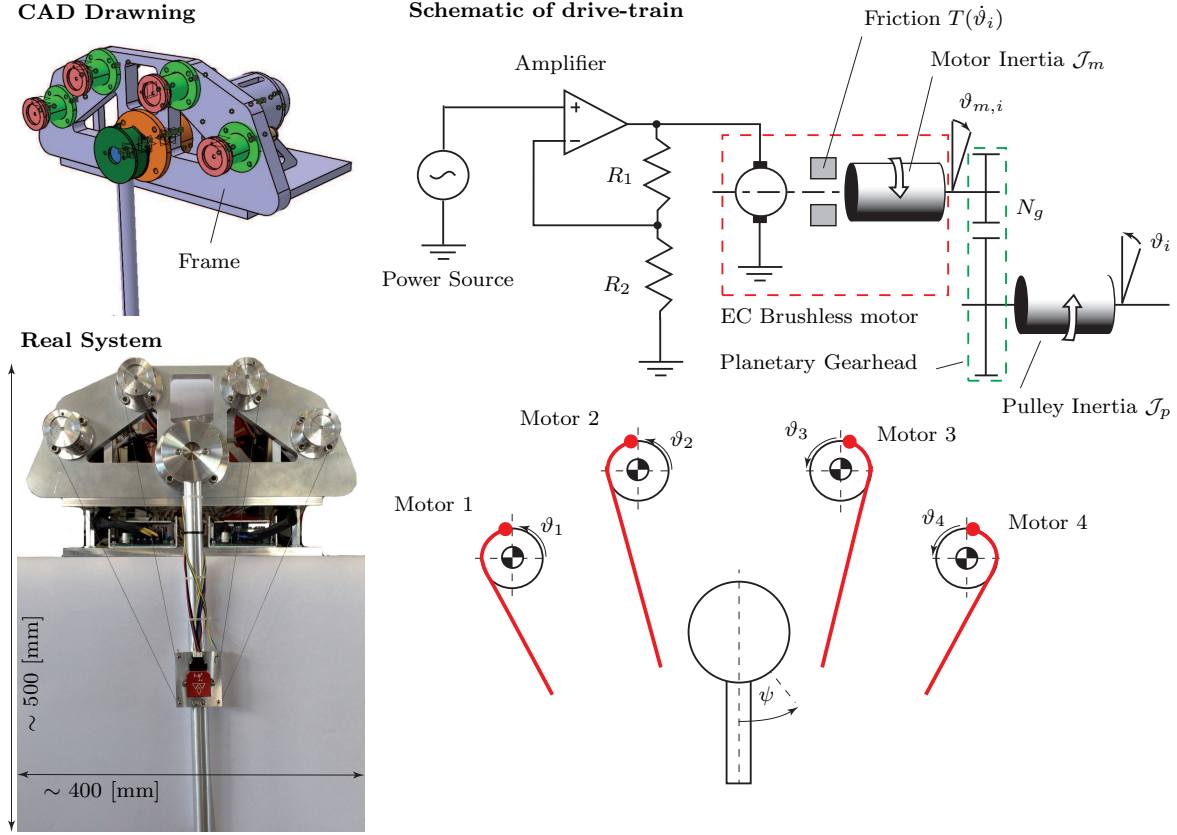 CAD Drawning
Frame
Real System
~ 500 [mm]
~ 400 [mm]
Schematic of drive-train
Friction T(ϑ̇ᵢ)
Motor Inertia 𝒥ₘ
Amplifier
ϑₘ,ᵢ
R₁
N_g
Power Source
R₂
ϑᵢ
EC Brushless motor
Planetary Gearhead
Pulley Inertia 𝒥ₚ
Motor 2
ϑ₂
ϑ₃
Motor 3
Motor 1
ϑ₁
ϑ₄
Motor 4
ψ